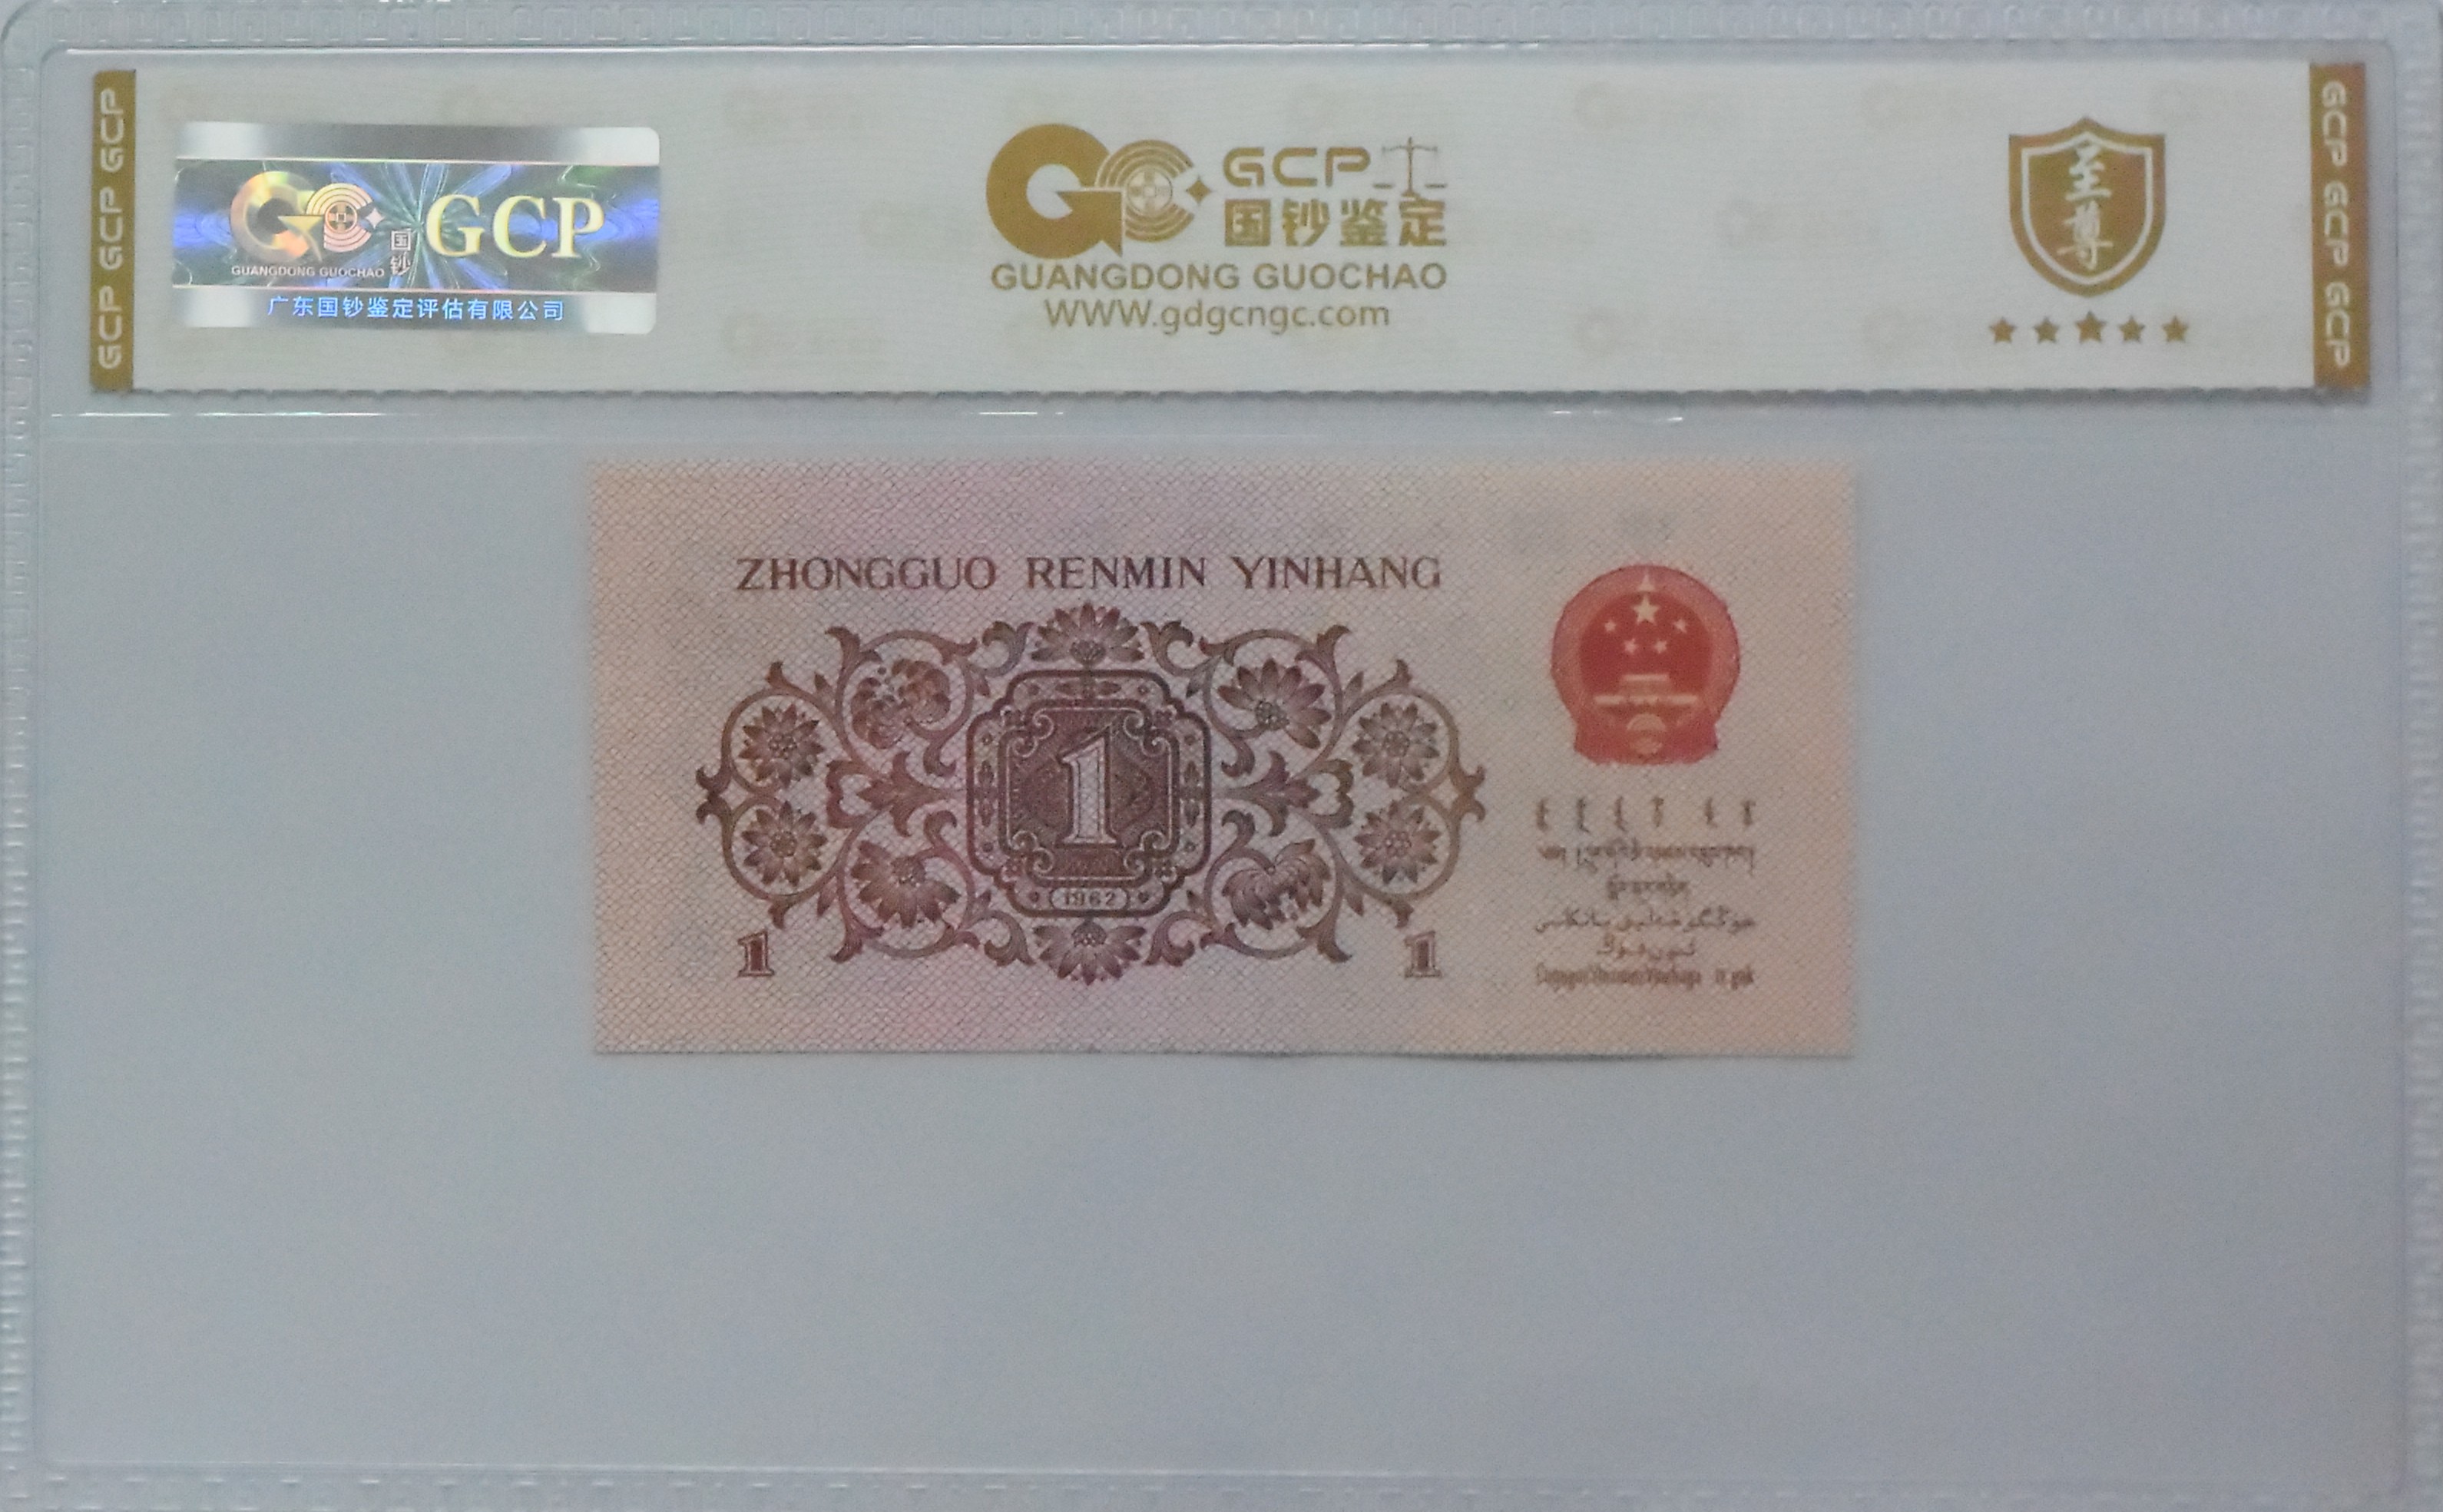 GCP GCP GCP
GCP
国钞
GUANGDONG GUOCHAO
广东国钞鉴定评估有限公司
GCP
国钞鉴定
GUANGDONG GUOCHAO
WWW.gdgcngc.com
至尊
GCP GCP GCP
ZHONGGUO RENMIN YINHANG
1
1962
1
1